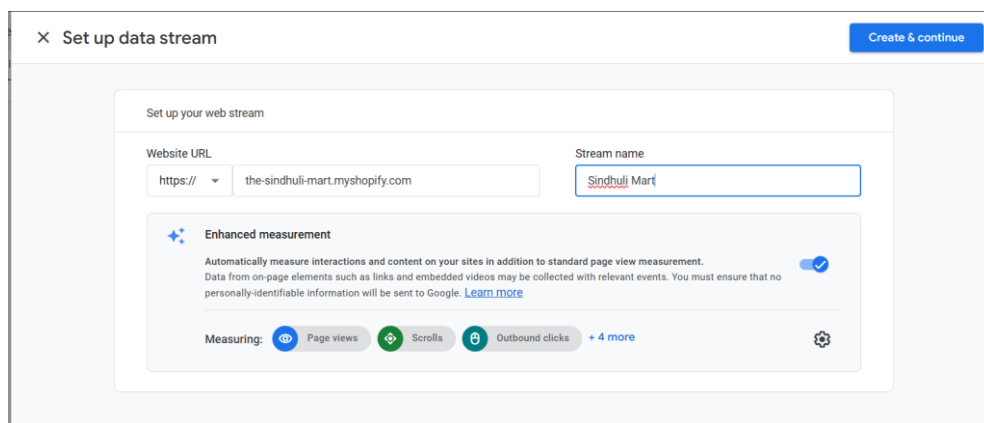 Set up data stream
Create & continue
Set up your web stream
Website URL
Stream name
https://
the-sindhuli-mart.myshopify.com
Sindhuli Mart
Enhanced measurement
Automatically measure interactions and content on your sites in addition to standard page view measurement.
Data from on-page elements such as links and embedded videos may be collected with relevant events. You must ensure that no
personally-identifiable information will be sent to Google. Learn more
Measuring: Page views Scrolls Outbound clicks + 4 more